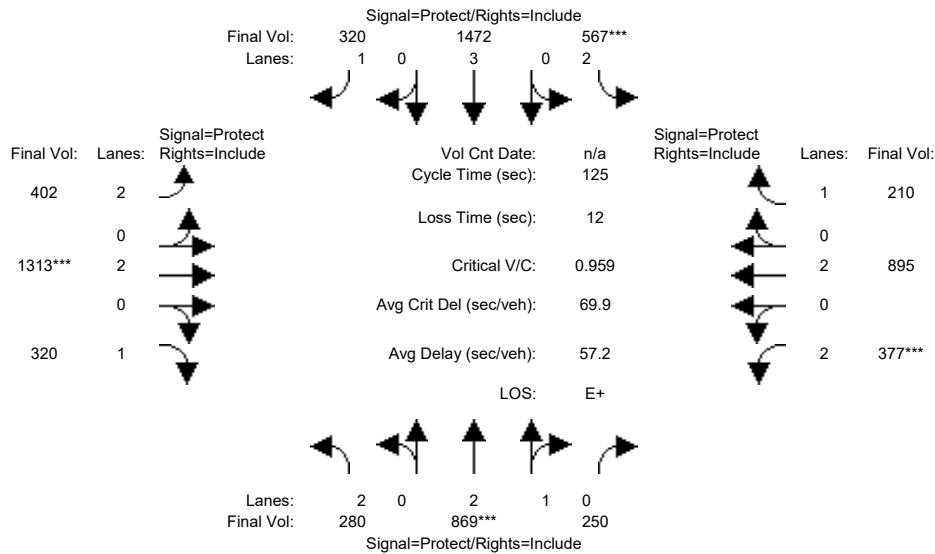 Signal=Protect/Rights=Include
Final Vol: 320 1472 567***
Lanes: 1 0 3 0 2
Signal=Protect
Rights=Include
Final Vol: Lanes:
Vol Cnt Date: n/a
Signal=Protect
Rights=Include
Lanes: Final Vol:
Cycle Time (sec): 125
402 2
1 210
Loss Time (sec): 12
0
0
1313*** 2
Critical V/C: 0.959
2 895
0
Avg Crit Del (sec/veh): 69.9
0
320 1
Avg Delay (sec/veh): 57.2
2 377***
LOS: E+
Lanes: 2 0 2 1 0
Final Vol: 280 869*** 250
Signal=Protect/Rights=Include